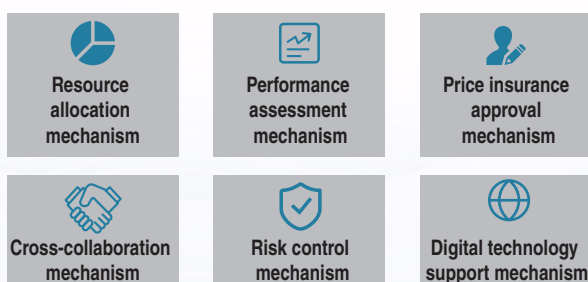 Resource
allocation
mechanism
Performance
assessment
mechanism
Price insurance
approval
mechanism
Cross-collaboration
mechanism
Risk control
mechanism
Digital technology
support mechanism